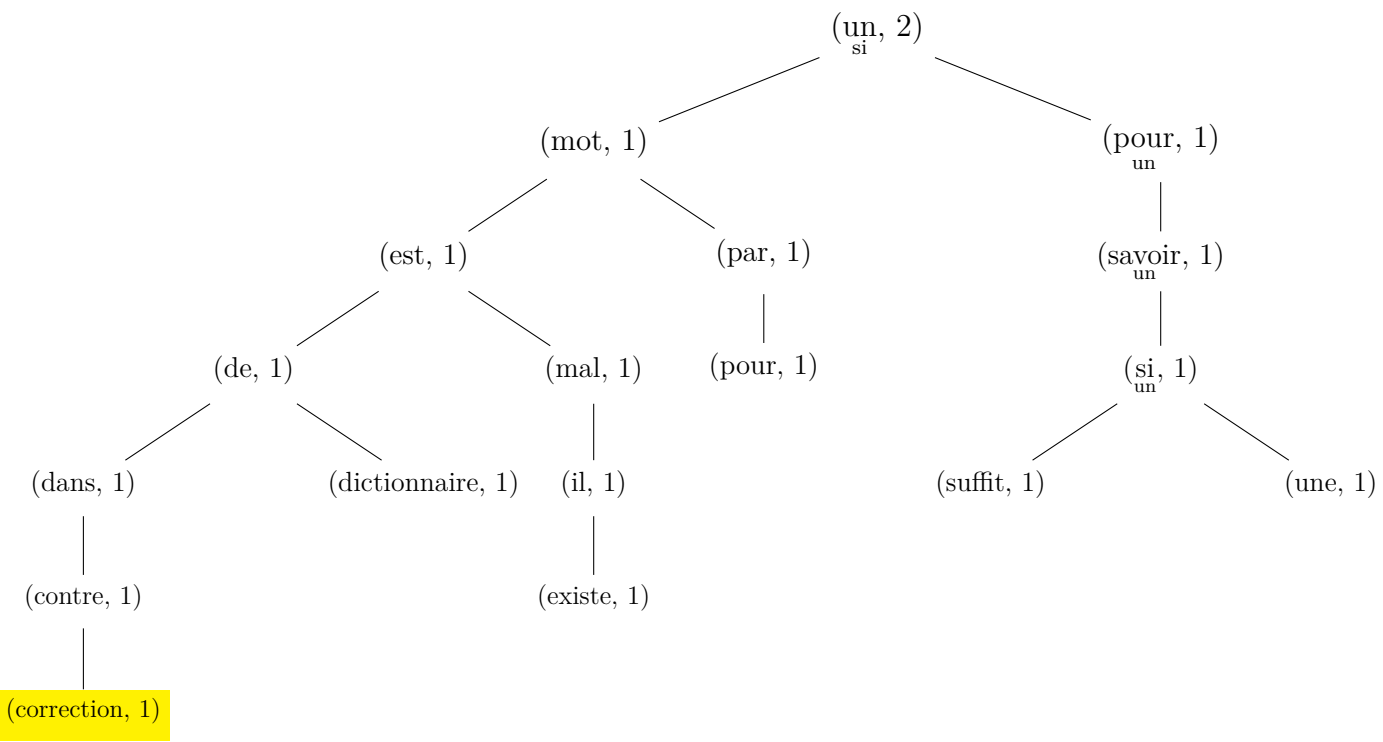 (un, 2)
si
(mot, 1)
(pour, 1)
un
(est, 1)
(par, 1)
(savoir, 1)
un
(de, 1)
(mal, 1)
(pour, 1)
(si, 1)
un
(dans, 1)
(dictionnaire, 1)
(il, 1)
(suffit, 1)
(une, 1)
(contre, 1)
(existe, 1)
(correction, 1)